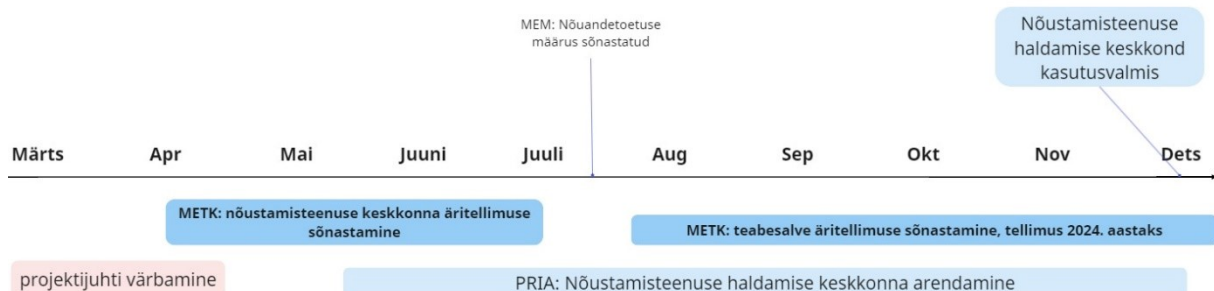 MEM: Nõuandetoetuse
määrus sõnastatud
Nõustamisteenuse
haldamise keskkond
kasutusvalmis
Märts Apr Mai Juuni Juuli Aug Sep Okt Nov Dets
METK: nõustamisteenuse keskkonna äritellimuse
sõnastamine
METK: teabesalve äritellimuse sõnastamine, tellimus 2024. aastaks
projektijuhti värbamine
PRIA: Nõustamisteenuse haldamise keskkonna arendamine